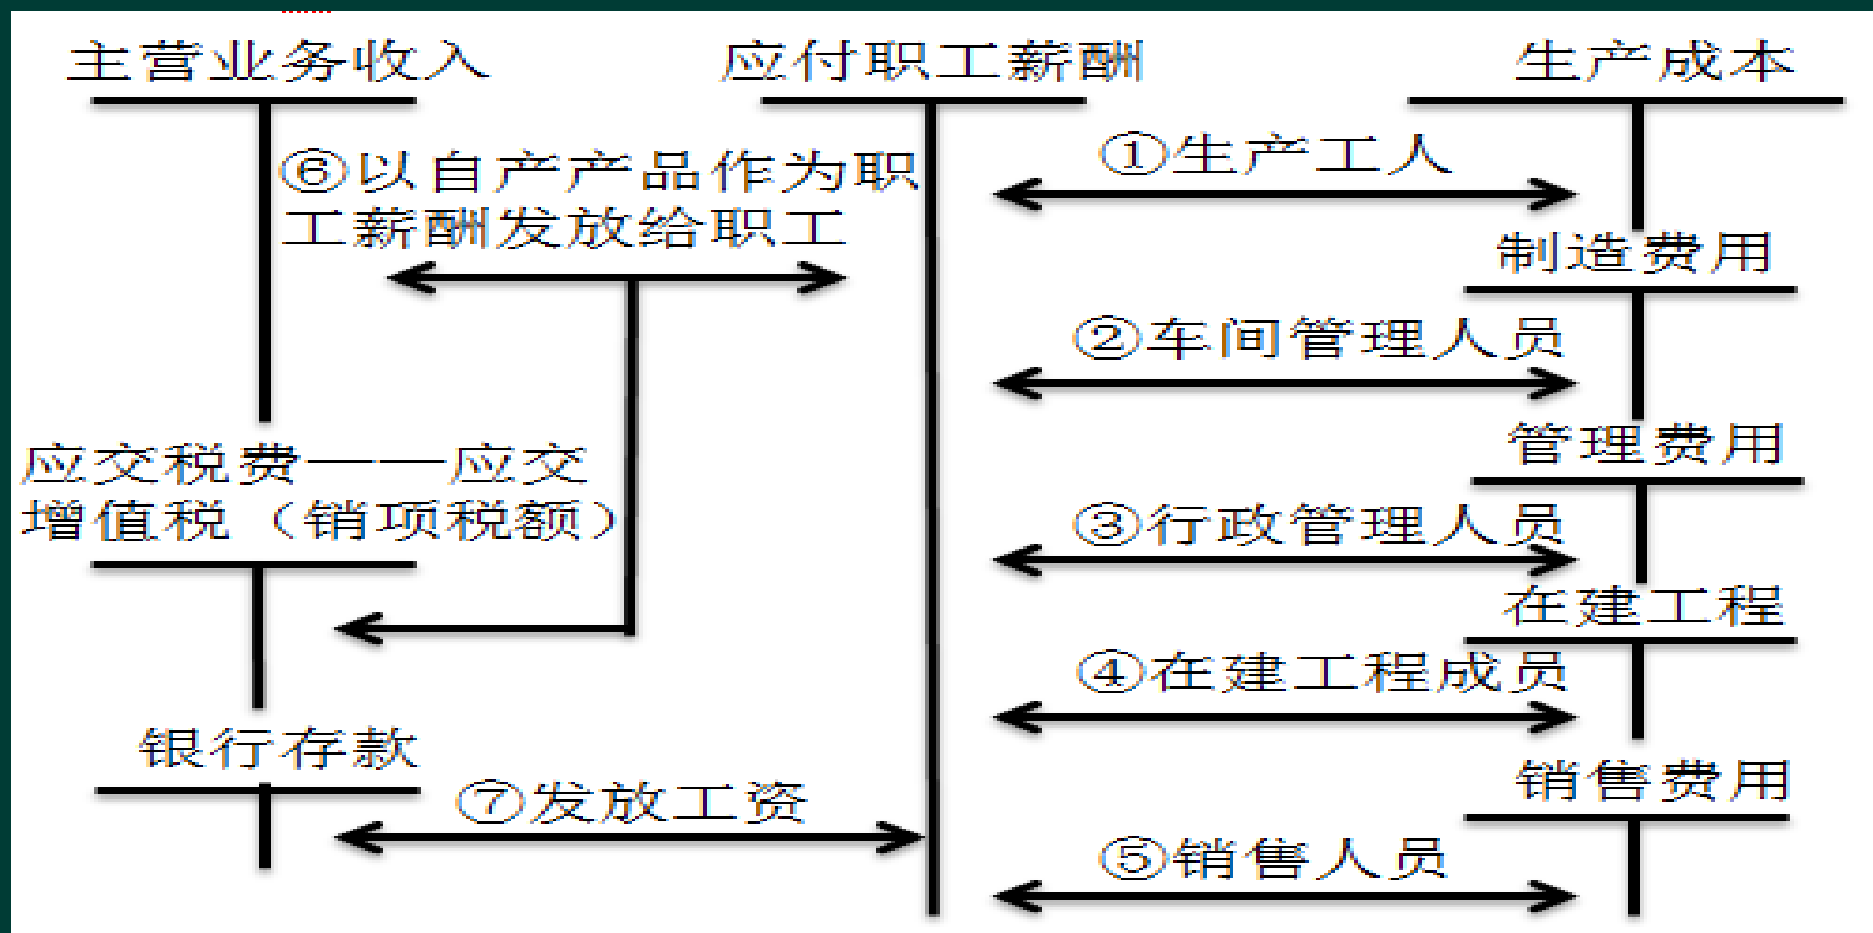 主营业务收入
应付职工薪酬
生产成本
①生产工人
⑥以自产产品作为职
工薪酬发放给职工
制造费用
②车间管理人员
管理费用
应交税费——应交
增值税（销项税额）
③行政管理人员
在建工程
④在建工程成员
银行存款
销售费用
⑦发放工资
⑤销售人员